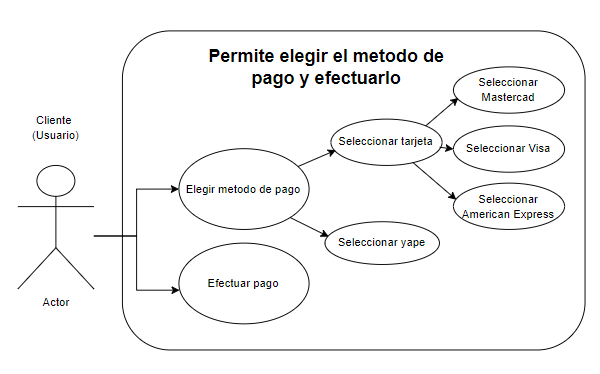 Permite elegir el metodo de
pago y efectuarlo
Cliente
(Usuario)
Actor
Elegir metodo de pago
Efectuar pago
Seleccionar tarjeta
Seleccionar yape
Seleccionar
Mastercad
Seleccionar Visa
Seleccionar
American Express